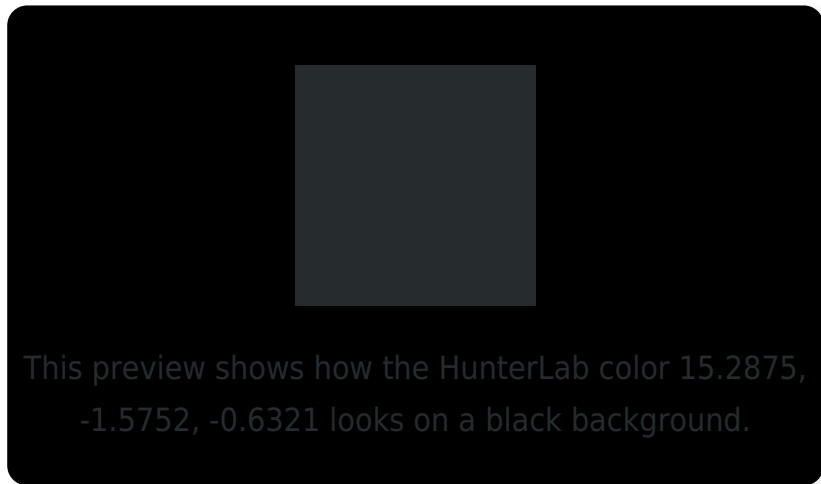 This preview shows how the HunterLab color 15.2875,
-1.5752, -0.6321 looks on a black background.